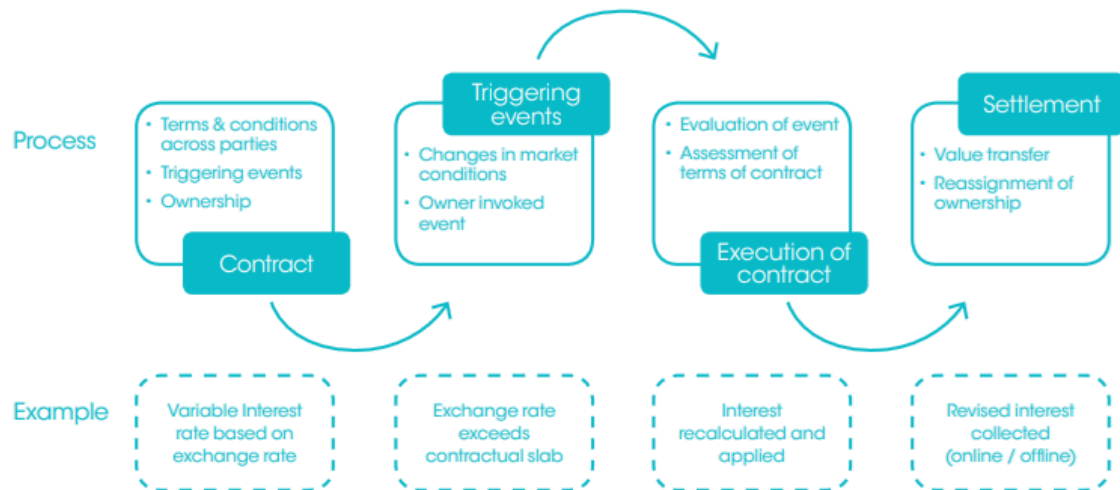 Process
• Terms & conditions
across parties
• Triggering events
• Ownership
Contract
Triggering
events
• Changes in market
conditions
• Owner invoked
event
• Evaluation of event
• Assessment of
terms of contract
Execution of
contract
Settlement
• Value transfer
• Reassignment of
ownership
Example
Variable Interest
rate based on
exchange rate
Exchange rate
exceeds
contractual slab
Interest
recalculated and
applied
Revised interest
collected
(online / offline)